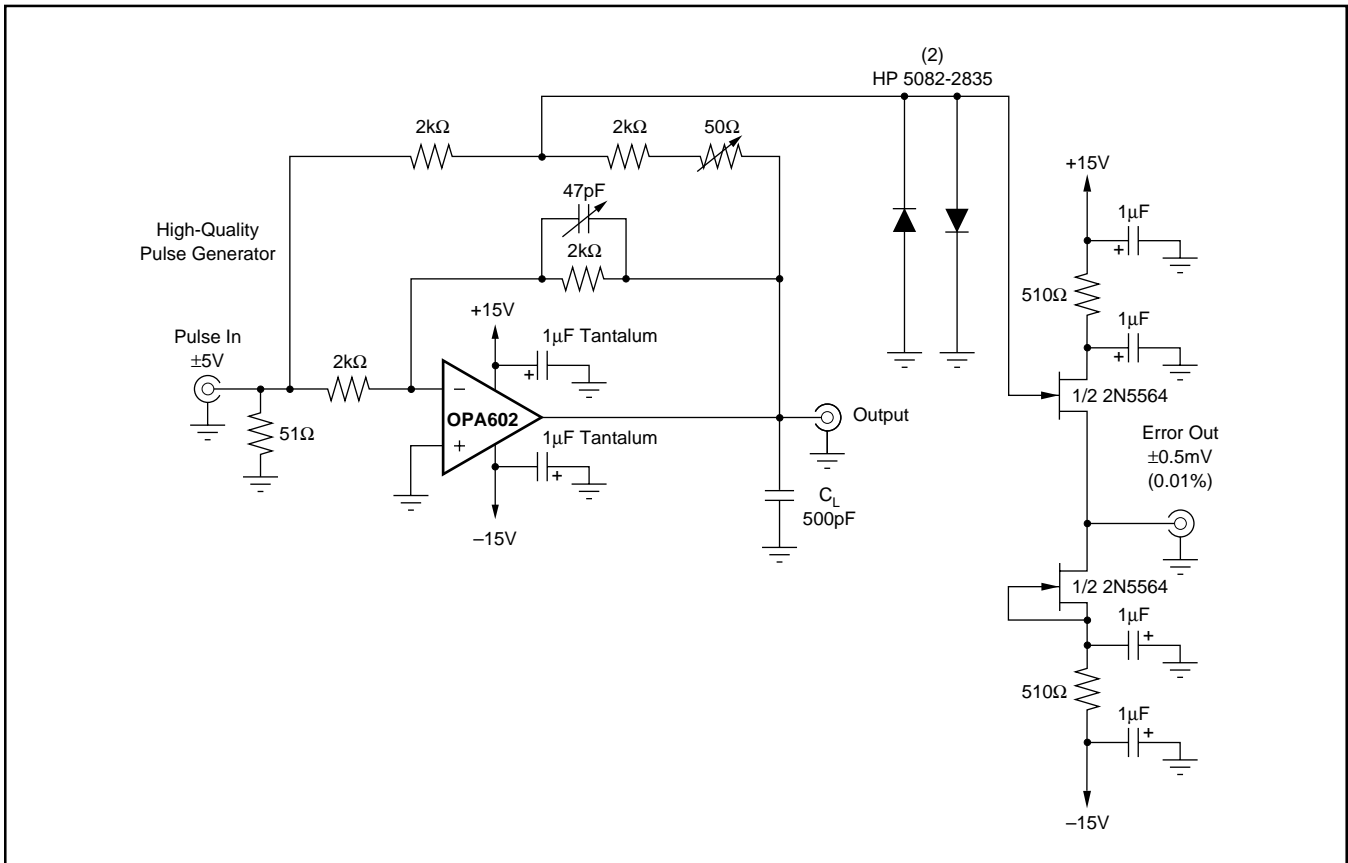 (2)
HP 5082-2835
2kΩ
2kΩ
50Ω
+15V
47pF
1µF
+
High-Quality
Pulse Generator
2kΩ
510Ω
+15V
1µF
+
Pulse In
±5V
1µF Tantalum
+
2kΩ
–
OPA602
+
1/2 2N5564
Output
51Ω
1µF Tantalum
+
Error Out
±0.5mV
(0.01%)
CL
500pF
–15V
1/2 2N5564
1µF
+
510Ω
1µF
+
–15V